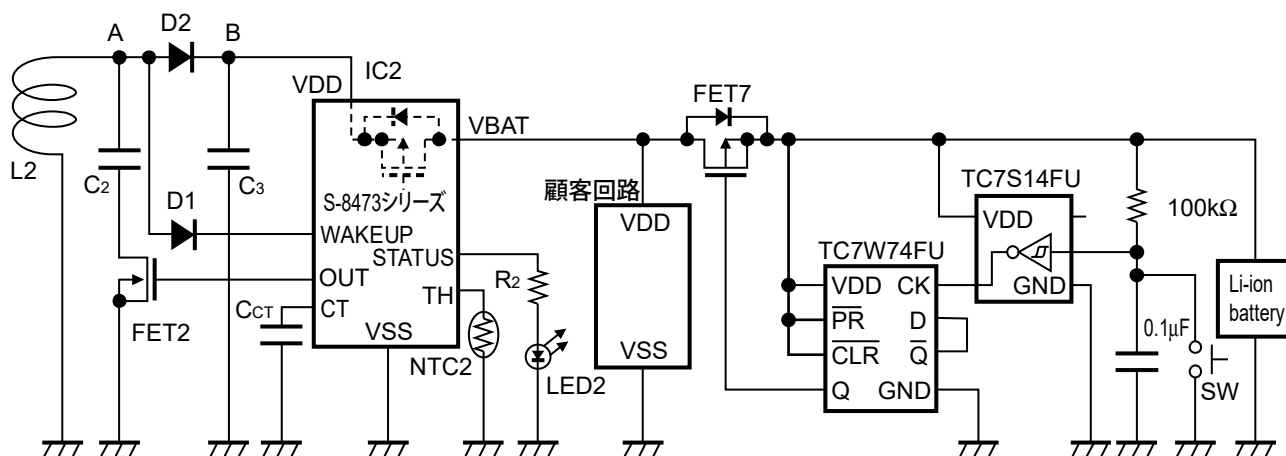 A
D2
B
L2
C2
C3
D1
FET2
CCT
VDD
IC2
S-8473シリーズ
WAKEUP
STATUS
OUT
TH
CT
VSS
VBAT
R2
NTC2
LED2
顧客回路
VDD
VSS
FET7
TC7W74FU
VDD
CK
PR
D
CLR
Q
Q
GND
TC7S14FU
VDD
GND
100kΩ
0.1μF
SW
Li-ion
battery